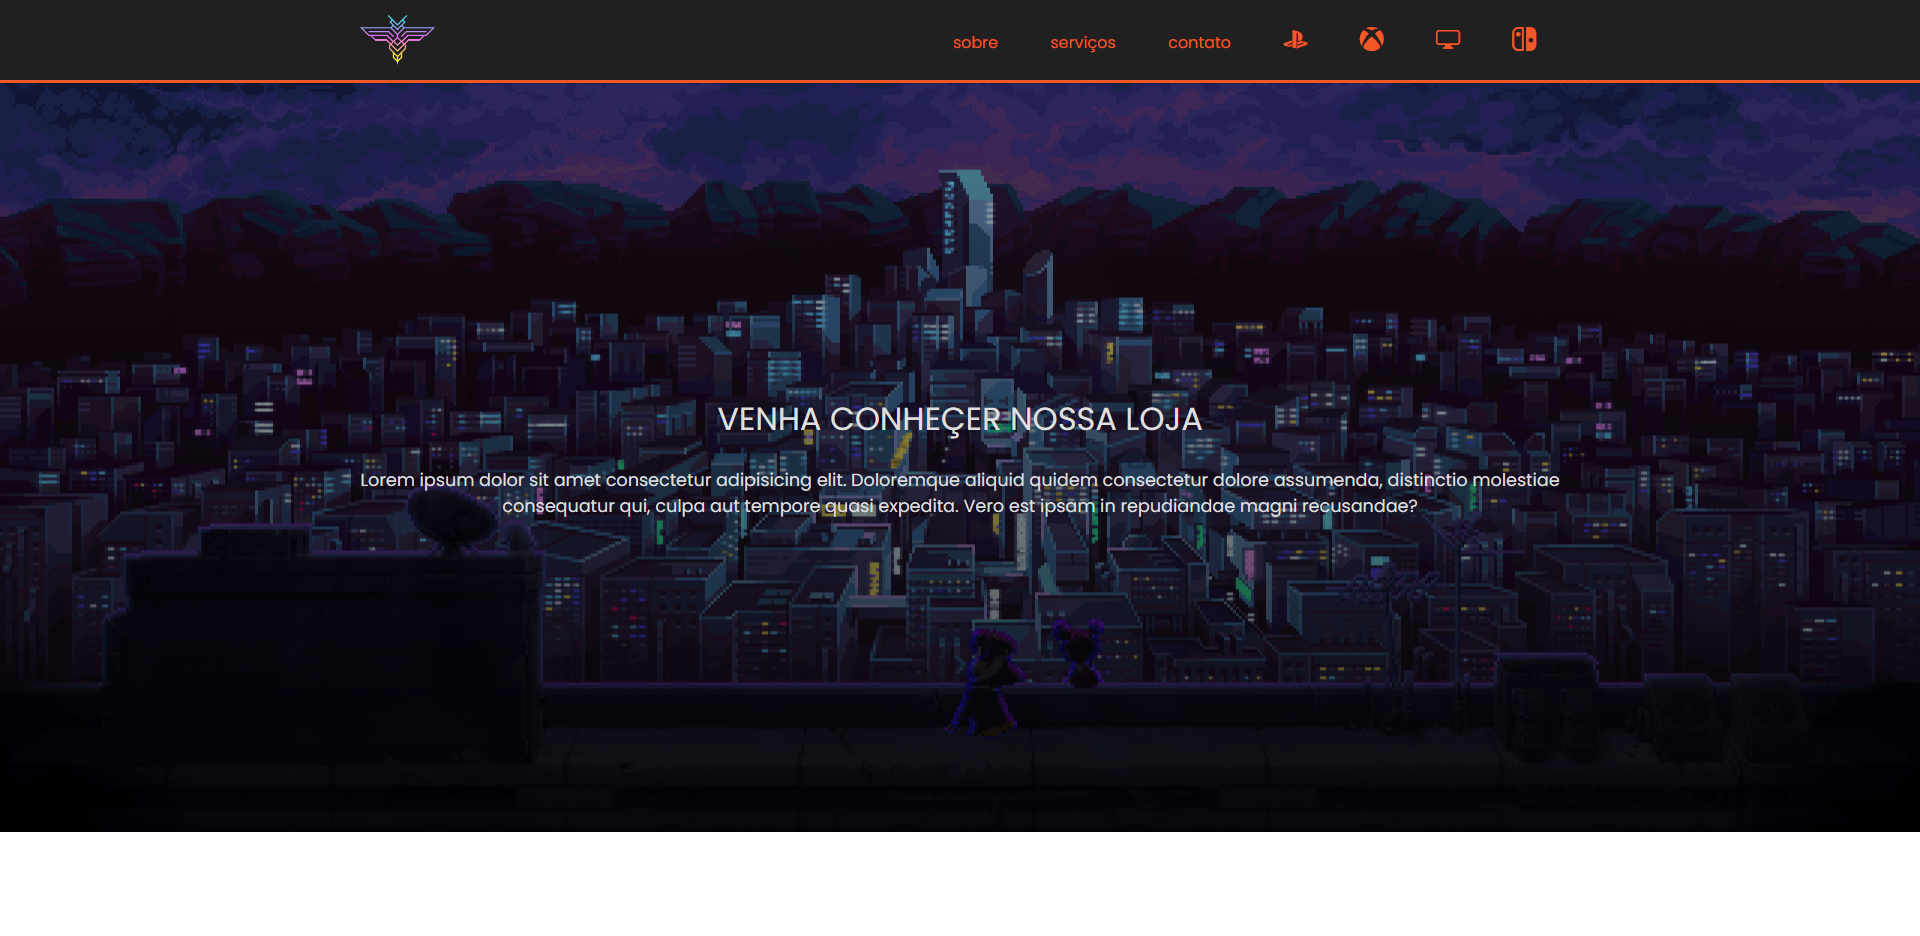 sobre serviços contato
VENHA CONHEÇER NOSSA LOJA
Lorem ipsum dolor sit amet consectetur adipisicing elit. Doloremque aliquid quidem consectetur dolore assumenda, distinctio molestiae
consequatur qui, culpa aut tempore quasi expedita. Vero est ipsam in repudiandae magni recusandae?